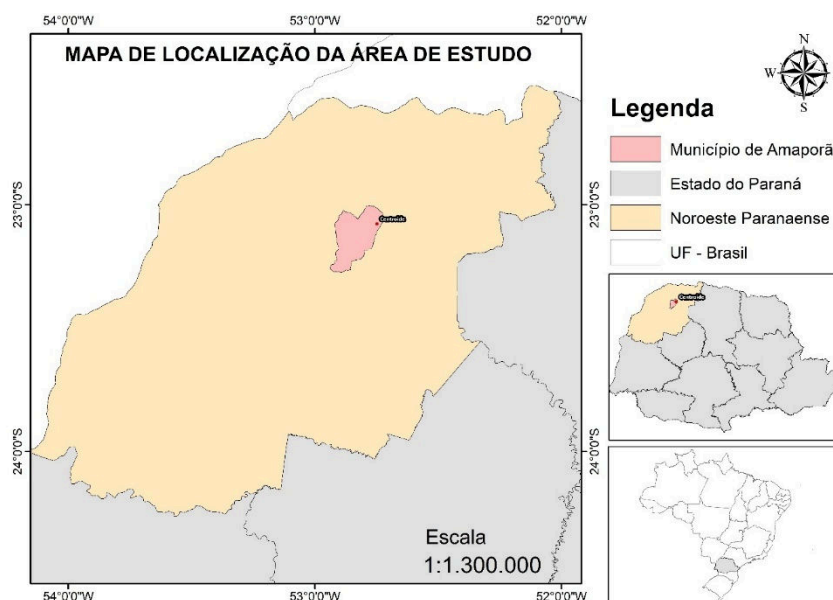 54°0'0"W
53°0'0"W
52°0'0"W
MAPA DE LOCALIZAÇÃO DA ÁREA DE ESTUDO
N
W
E
S
Legenda
Município de Amaporã
Estado do Paraná
Noroeste Paranaense
UF - Brasil
23°0'0"S
23°0'0"S
Centroide
Centroide
24°0'0"S
24°0'0"S
Escala
1:1.300.000
54°0'0"W
53°0'0"W
52°0'0"W